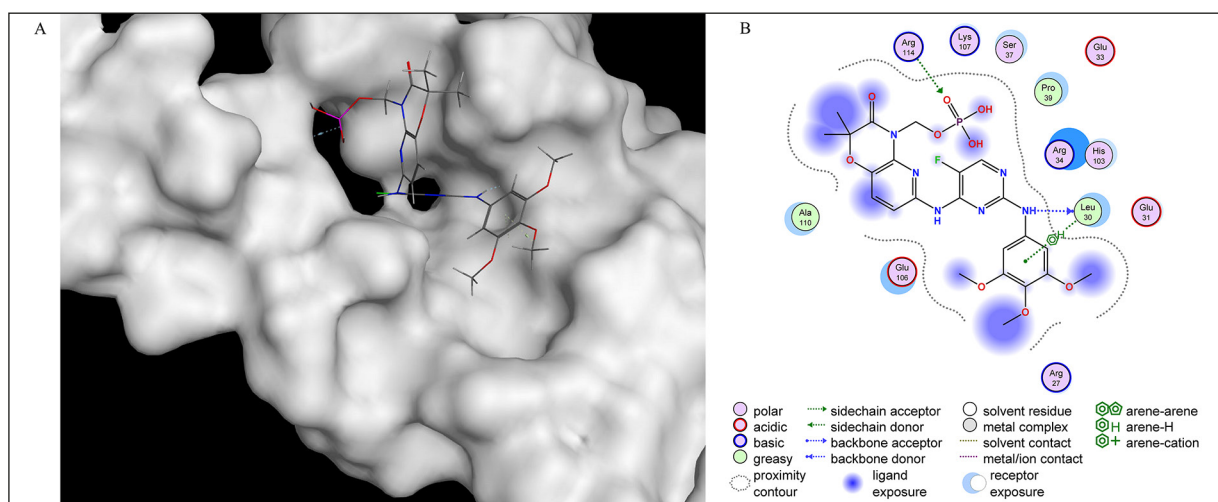 A
B
Arg
114
Lys
107
Ser
37
Glu
33
Pro
39
Arg
34
His
103
Ala
110
Leu
30
Glu
31
Glu
106
Arg
27
O
O
OH
P
O
OH
N
O
F
N
N
N
H
N
NH
H
O
O
O
polar
acidic
basic
greasy
proximity
contour
sidechain acceptor
sidechain donor
backbone acceptor
backbone donor
ligand
exposure
solvent residue
metal complex
solvent contact
metal/ion contact
receptor
exposure
arene-arene
H arene-H
+ arene-cation